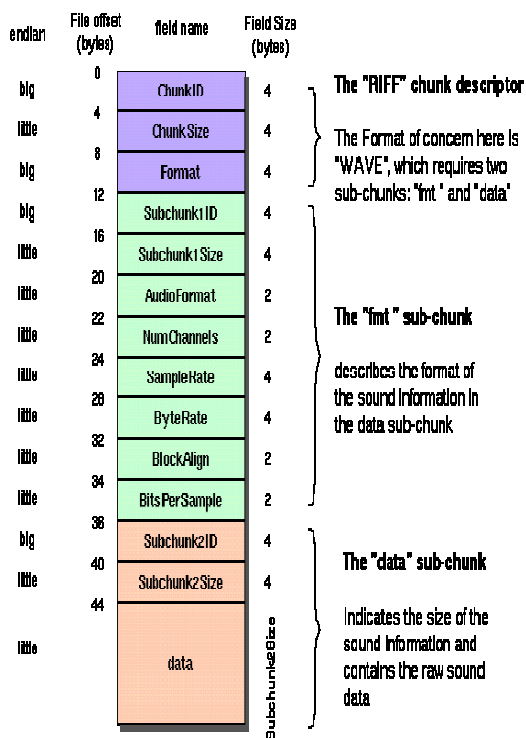 endian File offset (bytes) field name Field Size (bytes)
0
big ChunkID 4
4
little ChunkSize 4
8
big Format 4
12
big Subchunk1ID 4
16
little Subchunk1Size 4
20
little AudioFormat 2
22
little NumChannels 2
24
little SampleRate 4
28
little ByteRate 4
32
little BlockAlign 2
34
little BitsPerSample 2
36
big Subchunk2ID 4
40
little Subchunk2Size 4
44
little data Subchunk2Size
The "RIFF" chunk descriptor
The Format of concern here is
"WAVE", which requires two
sub-chunks: "fmt " and "data"
The "fmt " sub-chunk
describes the format of
the sound information in
the data sub-chunk
The "data" sub-chunk
Indicates the size of the
sound information and
contains the raw sound
data